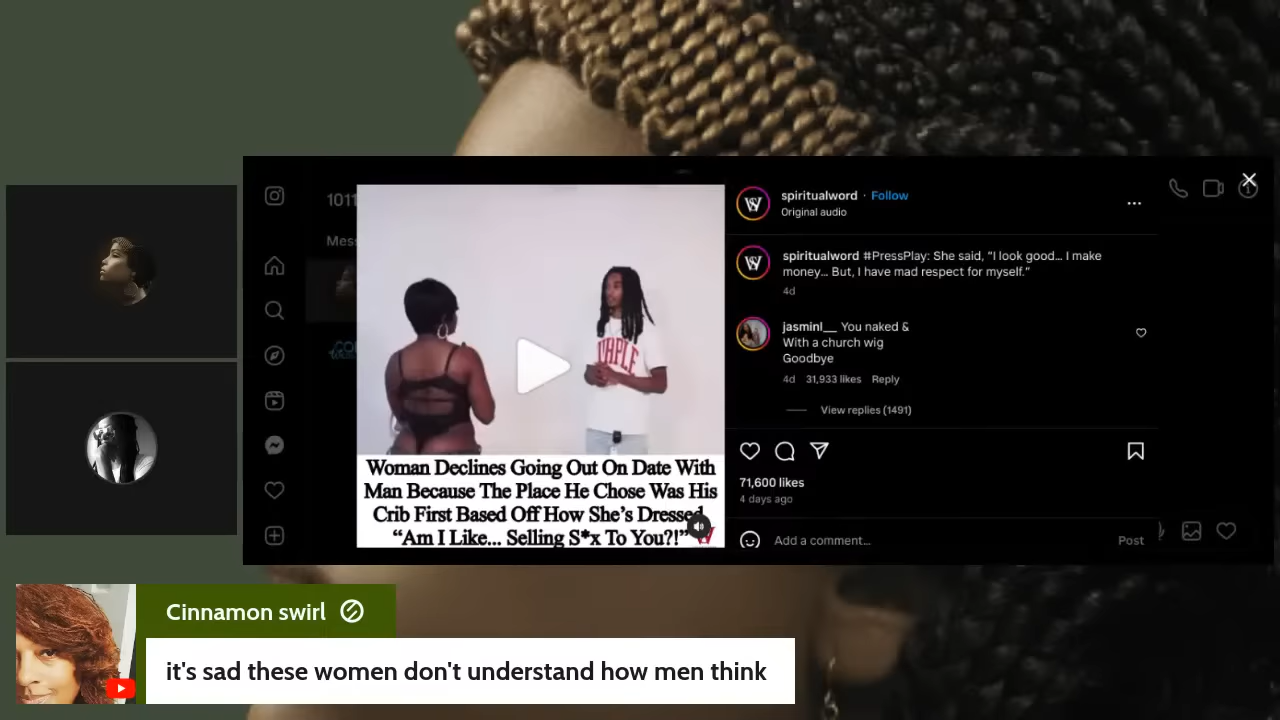 1011
Mess
spiritualword · Follow
Original audio
spiritualword #PressPlay: She said, “I look good… I make
money… But, I have mad respect for myself.”
4d
jasminl__ You naked &
With a church wig
Goodbye
4d 31,933 likes Reply
View replies (1491)
71,600 likes
4 days ago
Add a comment…
Post
PURPLE
Woman Declines Going Out On Date With
Man Because The Place He Chose Was His
Crib First Based Off How She’s Dressed
“Am I Like... Selling S*x To You?!”
Cinnamon swirl
it's sad these women don't understand how men think